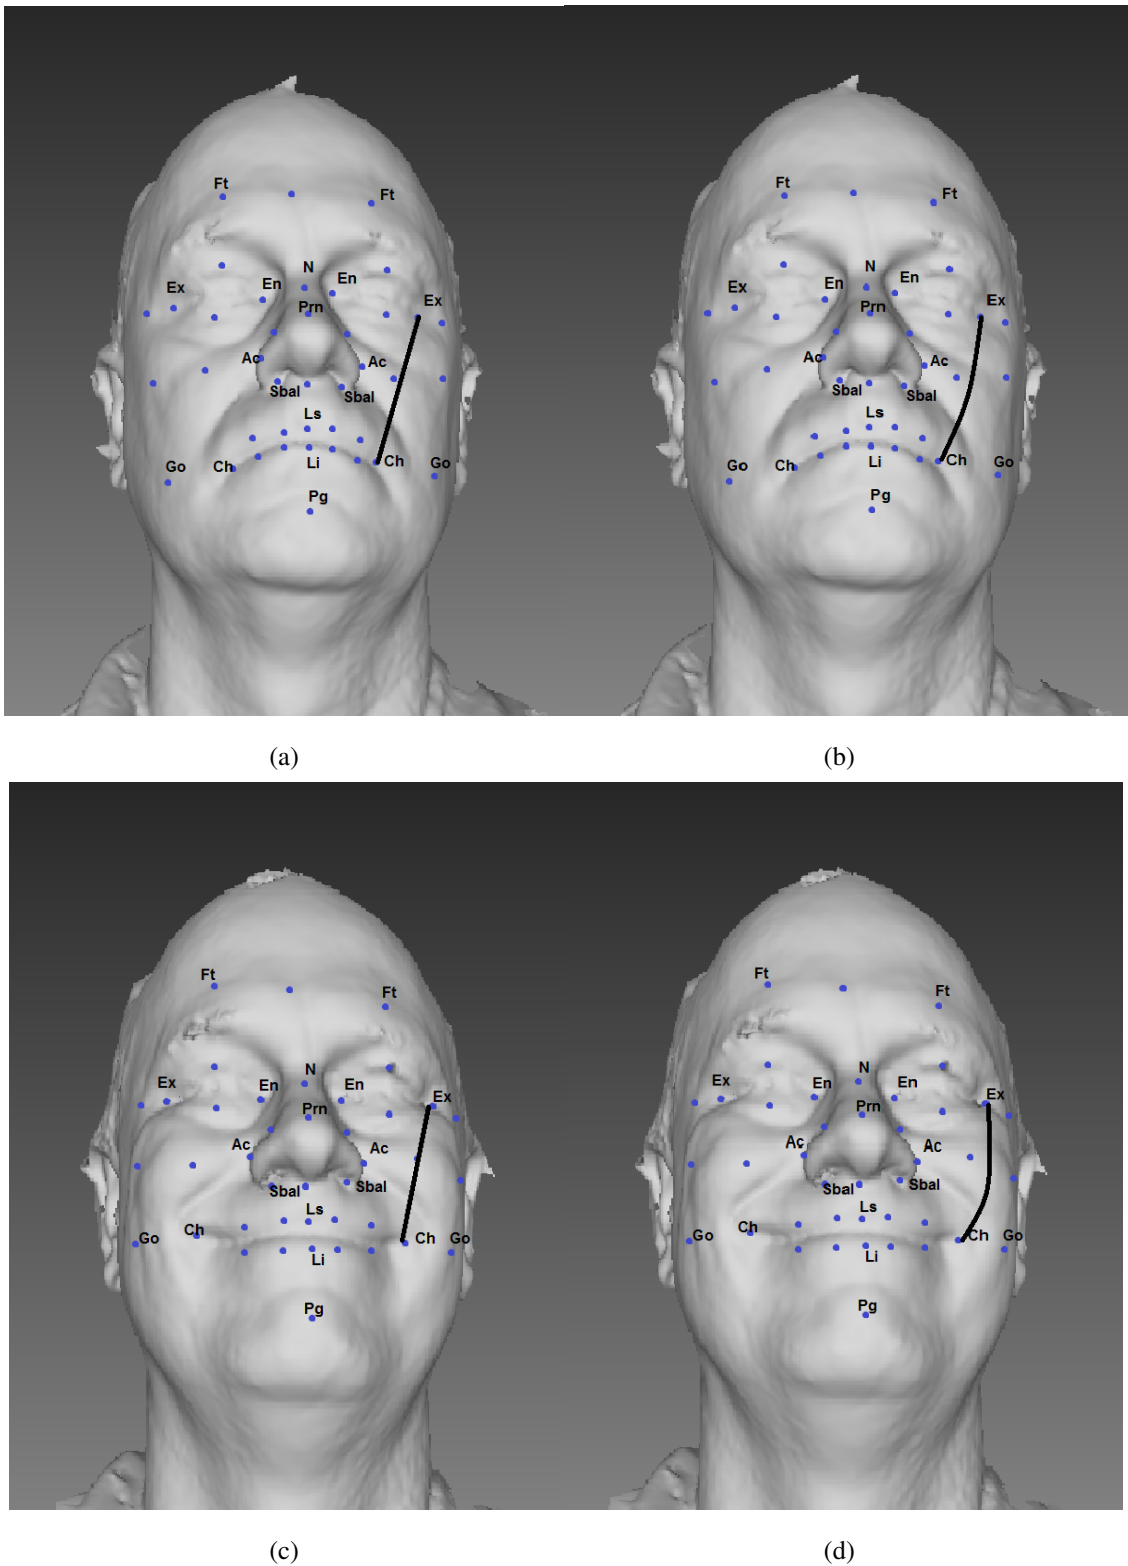 Ft Ft
N
Ex En En Ex
Prn
Ac Ac
Sbal Sbal
Ls
Go Ch Li Ch Go
Pg
(a)
Ft Ft
N
Ex En En Ex
Prn
Ac Ac
Sbal Sbal
Ls
Go Ch Li Ch Go
Pg
(b)
Ft Ft
N
Ex En En Ex
Prn
Ac Ac
Sbal Sbal
Ls
Go Ch Ch Go
Li
Pg
(c)
Ft Ft
N
Ex En En Ex
Prn
Ac Ac
Sbal Sbal
Ls
Go Ch Ch Go
Li
Pg
(d)